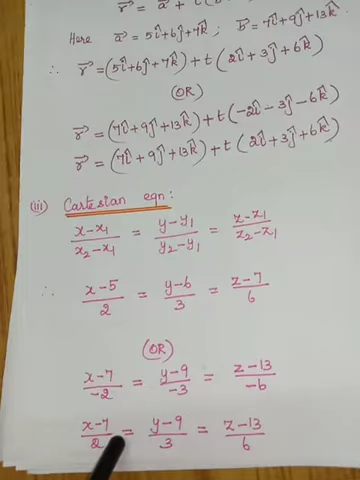 r⃗ = a⃗ + t(b
Here a⃗ = 5î+6ĵ+7k̂ ; b⃗ = 7î+9ĵ+13k̂
∴ r⃗ = (5î+6ĵ+7k̂) + t(2î+3ĵ+6k̂)
(OR)
r⃗ = (7î+9ĵ+13k̂) + t(-2î-3ĵ-6k̂)
r⃗ = (7î+9ĵ+13k̂) + t(2î+3ĵ+6k̂)
(iii) Cartesian eqn:
(x-x₁)/(x₂-x₁) = (y-y₁)/(y₂-y₁) = (z-z₁)/(z₂-z₁)
∴ (x-5)/2 = (y-6)/3 = (z-7)/6
(OR)
(x-7)/-2 = (y-9)/-3 = (z-13)/-6
(x-7)/2 = (y-9)/3 = (z-13)/6